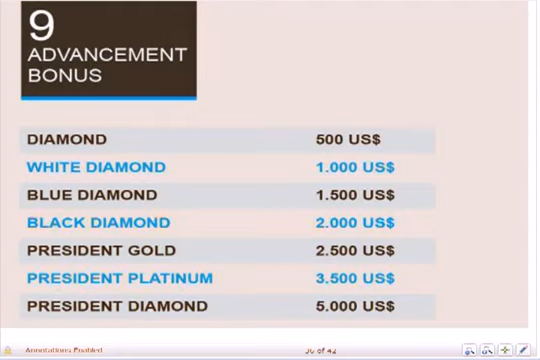 9
ADVANCEMENT
BONUS
DIAMOND 500 US$
WHITE DIAMOND 1.000 US$
BLUE DIAMOND 1.500 US$
BLACK DIAMOND 2.000 US$
PRESIDENT GOLD 2.500 US$
PRESIDENT PLATINUM 3.500 US$
PRESIDENT DIAMOND 5.000 US$
Annotations Enabled of 42